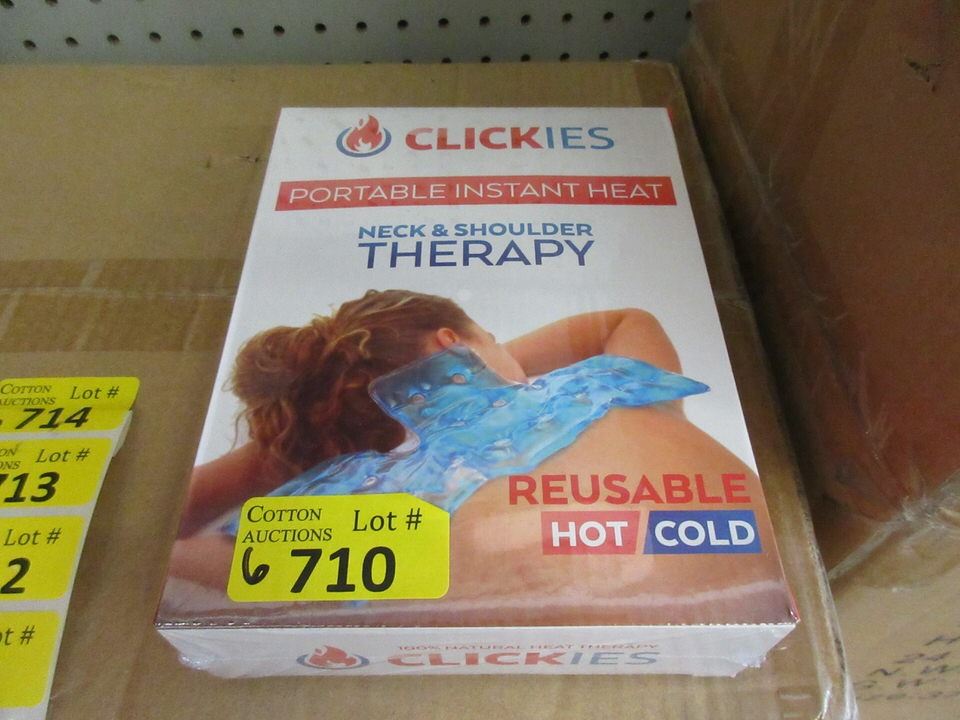 CLICKIES
PORTABLE INSTANT HEAT
NECK & SHOULDER
THERAPY
REUSABLE
HOT / COLD
COTTON
AUCTIONS
Lot #
6 710
100% NATURAL HEAT THERAPY
CLICKIES
COTTON
AUCTIONS
Lot #
714
Lot #
713
Lot #
2
Lot #
24